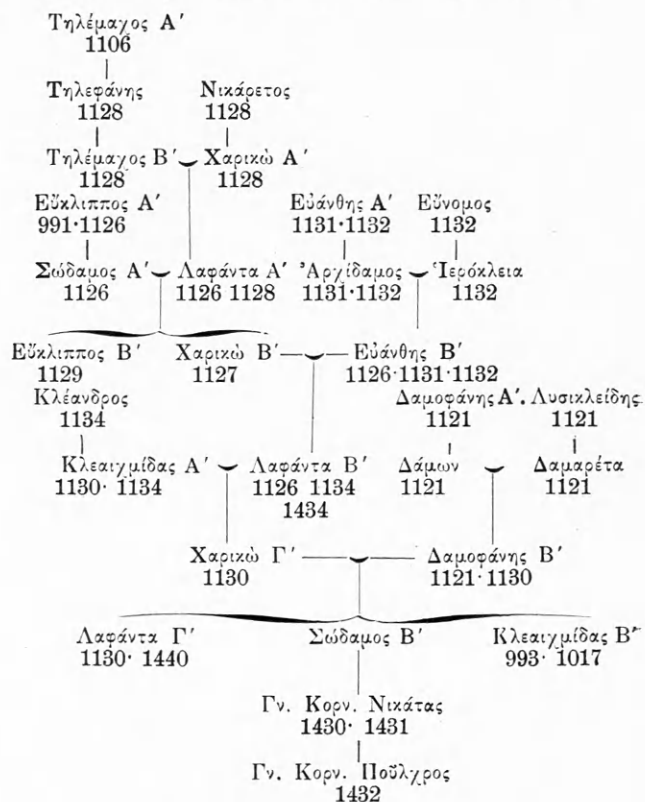 Τηλέμαχος Α′
1106
Τηλεφάνης Νικάρετος
1128 1128
Τηλέμαχος Β′ Χαρικὼ Α′
1128 1128
Εὔκλιππος Α′ Εὐάνθης Α′ Εὔνομος
991·1126 1131·1132 1132
Σώδαμος Α′ Λαφάντα Α′ Ἀρχίδαμος Ἱερόκλεια
1126 1126 1128 1131·1132 1132
Εὔκλιππος Β′ Χαρικὼ Β′ Εὐάνθης Β′
1129 1127 1126·1131·1132
Κλέανδρος Δαμοφάνης Α′. Λυσικλείδης
1134 1121 1121
Κλεαιχμίδας Α′ Λαφάντα Β′ Δάμων Δαμαρέτα
1130· 1134 1126 1134 1121 1121
1434
Χαρικὼ Γ′ Δαμοφάνης Β′
1130 1121·1130
Λαφάντα Γ′ Σώδαμος Β′ Κλεαιχμίδας Β′
1130· 1440 993· 1017
Γν. Κορν. Νικάτας
1430· 1431
Γν. Κορν. Ποῦλχρος
1432